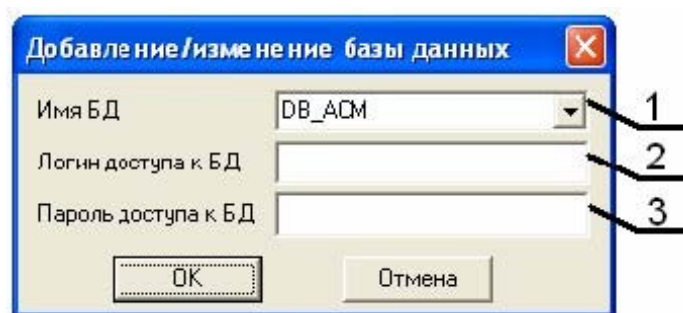 Добавление/изменение базы данных
Имя БД DB_ACM 1
Логин доступа к БД 2
Пароль доступа к БД 3
OK Отмена